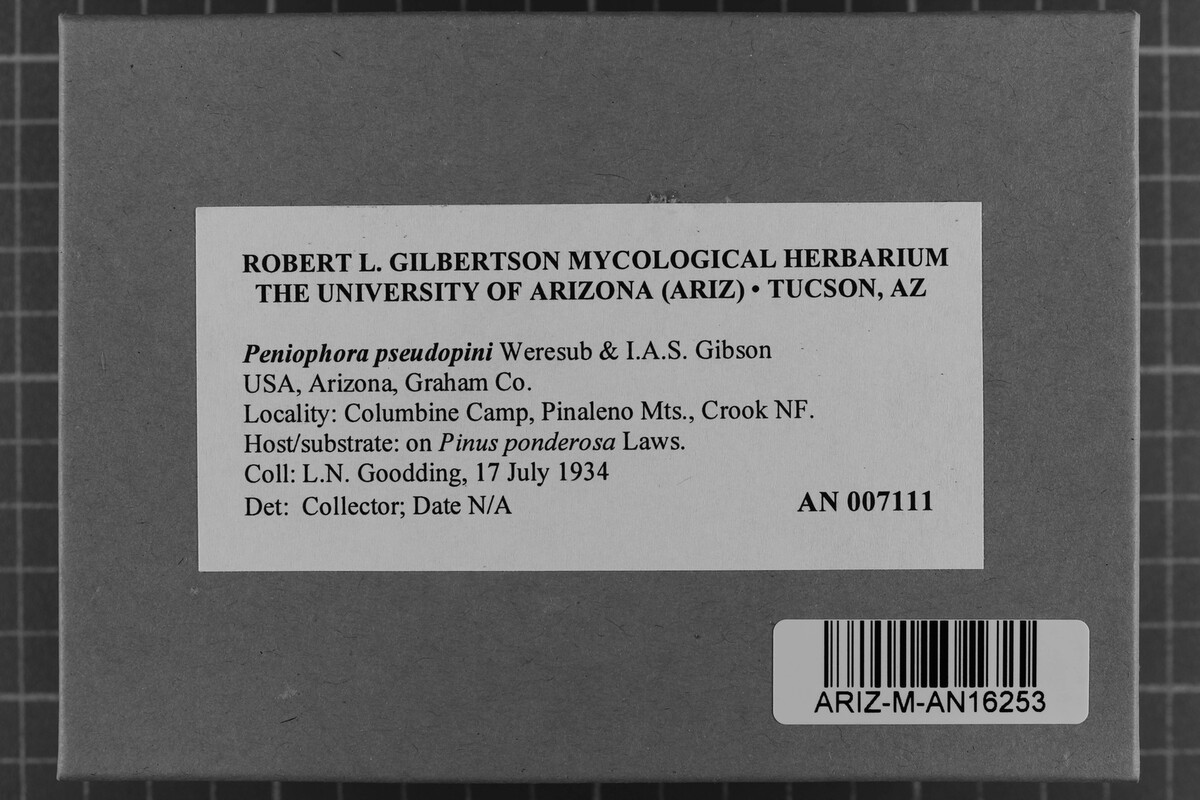 ROBERT L. GILBERTSON MYCOLOGICAL HERBARIUM
THE UNIVERSITY OF ARIZONA (ARIZ) • TUCSON, AZ
Peniophora pseudopini Weresub & I.A.S. Gibson
USA, Arizona, Graham Co.
Locality: Columbine Camp, Pinaleno Mts., Crook NF.
Host/substrate: on Pinus ponderosa Laws.
Coll: L.N. Goodding, 17 July 1934
Det: Collector; Date N/A
AN 007111
ARIZ-M-AN16253